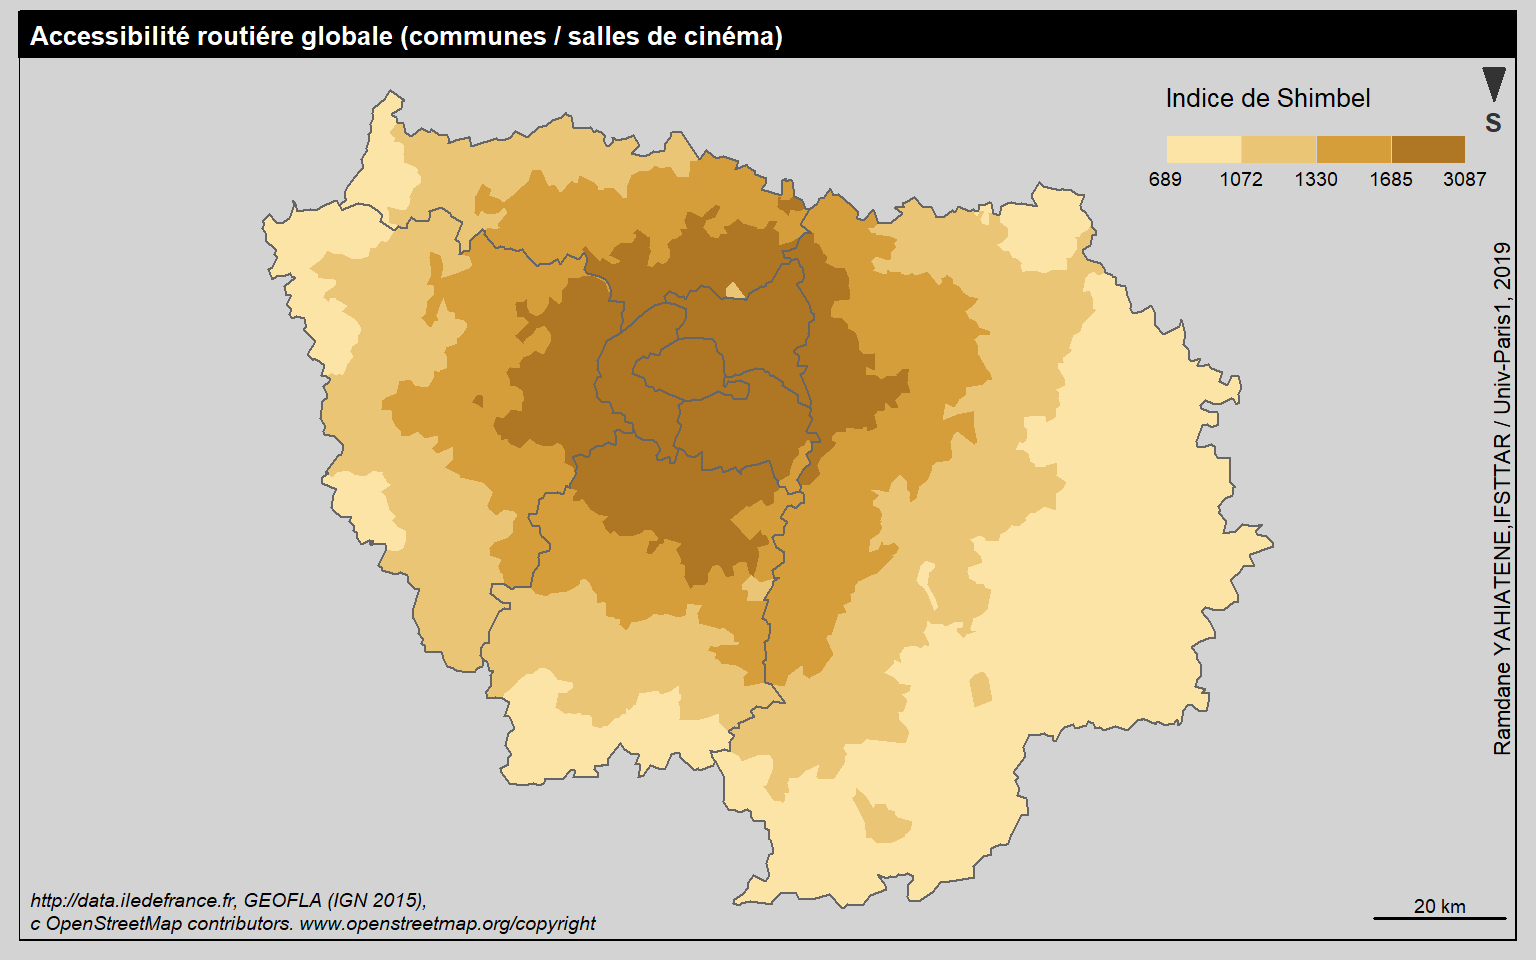 Accessibilité routiére globale (communes / salles de cinéma)
Indice de Shimbel
689 1072 1330 1685 3087
S
Ramdane YAHIATENE,IFSTTAR / Univ-Paris1, 2019
http://data.iledefrance.fr, GEOFLA (IGN 2015),
c OpenStreetMap contributors. www.openstreetmap.org/copyright
20 km